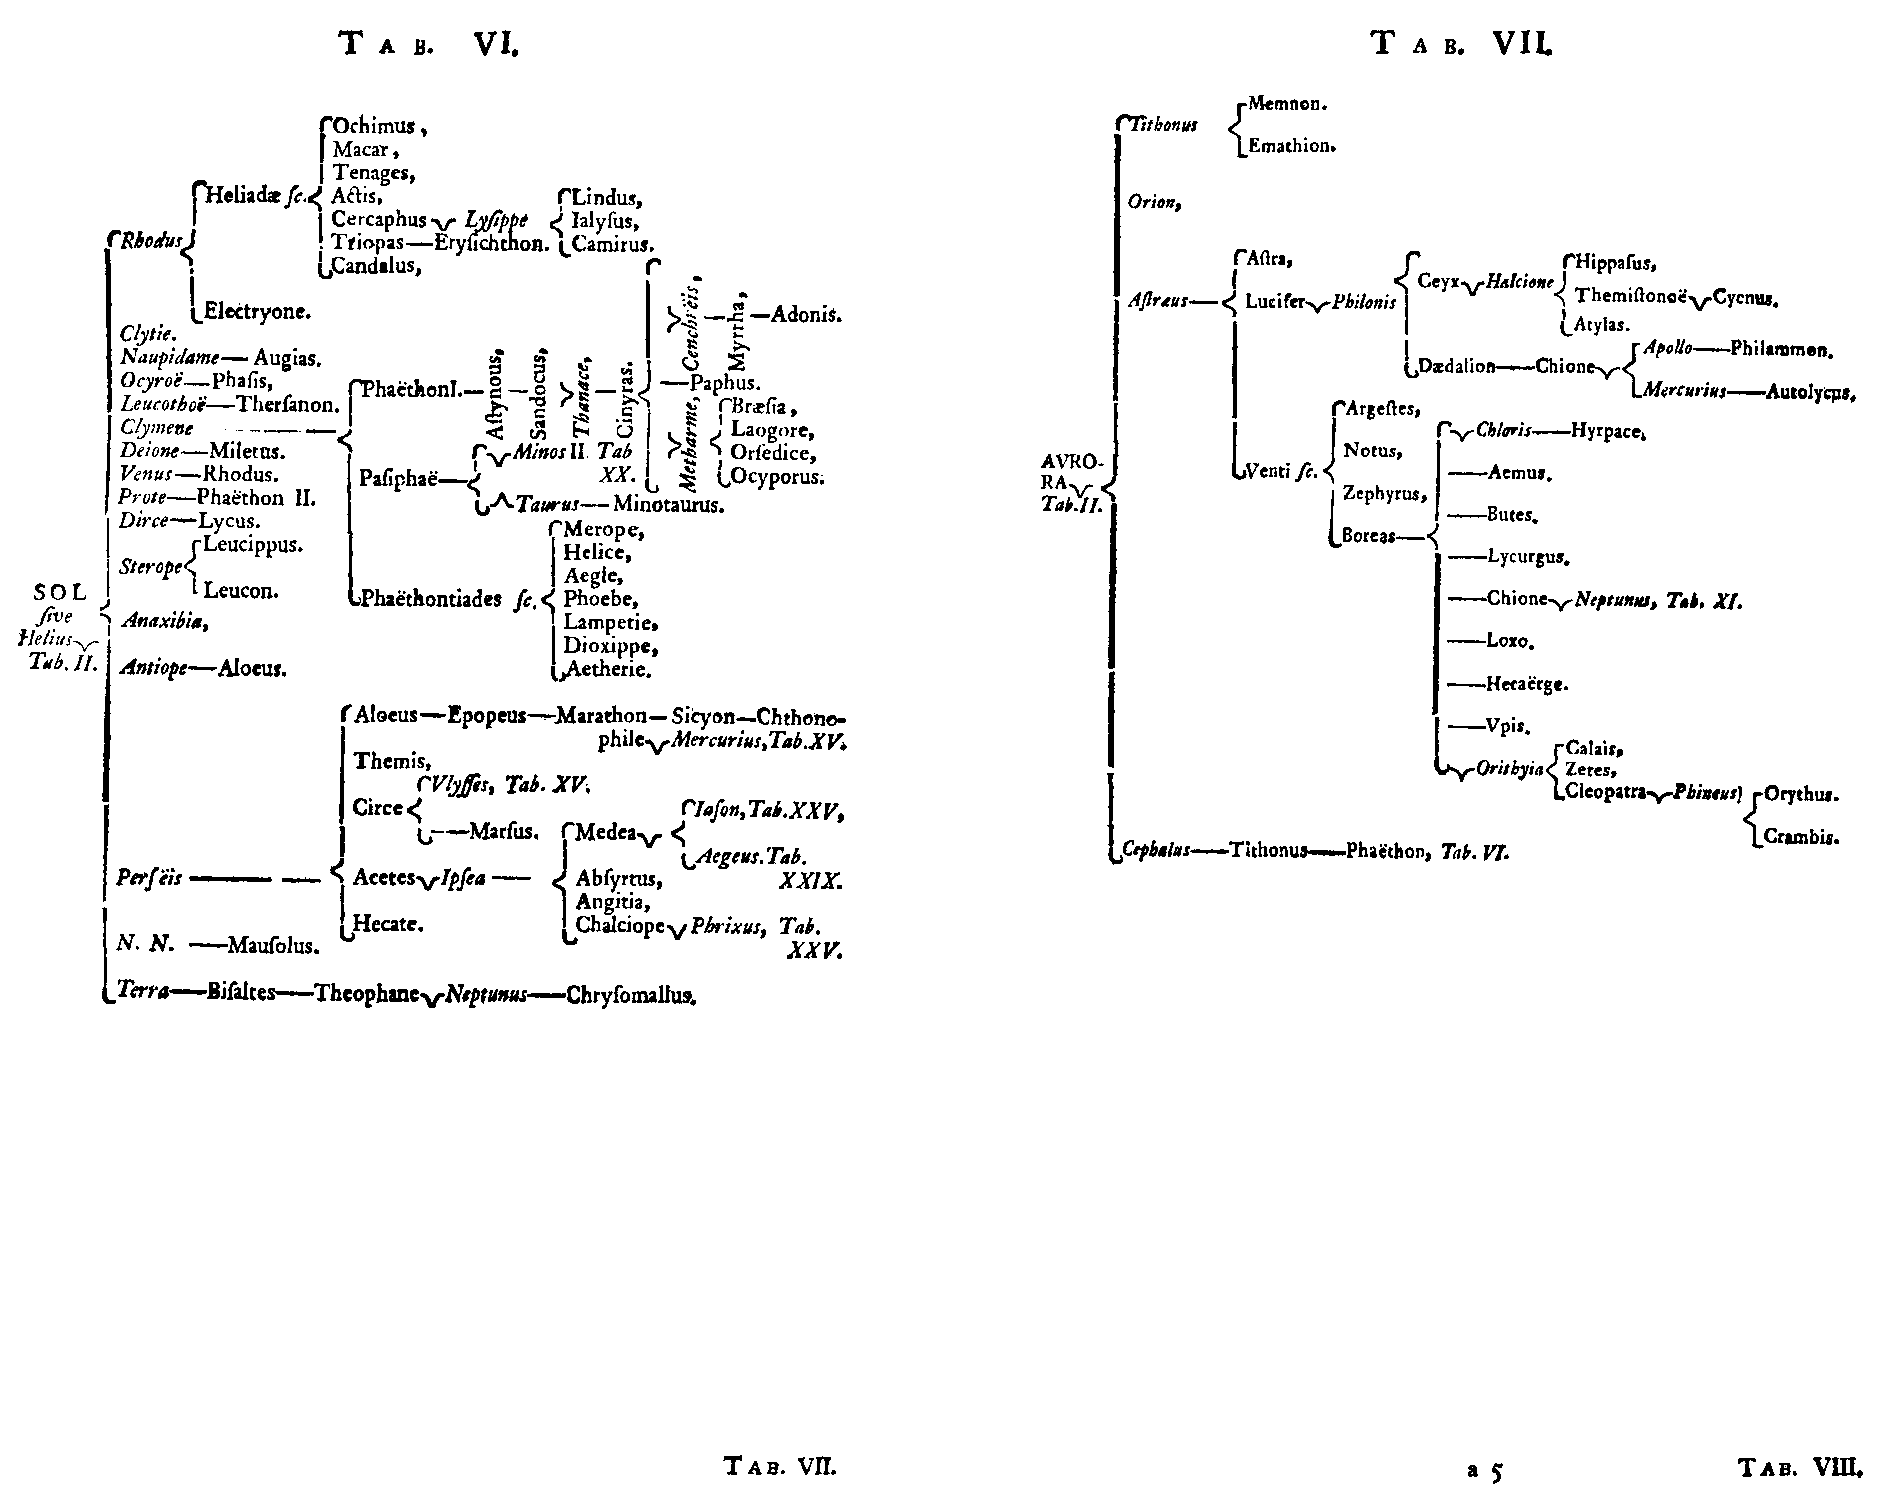 TAB. VI.
Ochimus,
Macar,
Tenages,
Heliadæ ſc. Actis, Lindus,
Cercaphus Lyſippe Ialyſus,
Rhodus Triopas—Eryſichthon. Camirus.
Candalus,
Electryone. Cenchrëis, Myrrha, —Adonis.
Clytie.
Naupidame—Augias.
Ocyroë—Phaſis,
Phaëthon I.—Aſtynous,—Sandocus, Thanace,—Cinyras. —Paphus.
Leucothoë—Therſanon. Metharme, Bræſia,
Clymene Laogore,
Deione—Miletus. Minos II. Tab Orſedice,
Venus—Rhodus. Paſiphaë XX. Ocyporus.
Prote—Phaëthon II. Taurus—Minotaurus.
Dirce—Lycus. Merope,
Leucippus. Helice,
Sterope Aegle,
Leucon. Phaëthontiades ſc. Phoebe,
SOL
ſive
Helius
Tab. II.
Anaxibia, Lampetie,
Dioxippe,
Antiope—Aloeus. Aetherie.
Aloeus—Epopeus—Marathon—Sicyon—Chthono-
phile Mercurius, Tab. XV.
Themis,
Vlyſſes, Tab. XV.
Circe Iaſon, Tab. XXV,
—Marſus. Medea
Aegeus. Tab.
Perſëis — Acetes Ipſea — Abſyrtus, XXIX.
Angitia,
Hecate. Chalciope Phrixus, Tab.
N. N. —Mauſolus. XXV.
Terra—Biſaltes—Theophane Neptunus—Chryſomallus.
TAB. VII.
TAB. VII.
Memnon.
Tithonus
Emathion.
Orion,
Aſtra, Hippaſus,
Ceyx Halcione
Aſtræus— Lucifer Philonis Themiſtonoë Cycnus.
Atylas.
Apollo—Philammon.
Dædalion—Chione
Mercurius—Autolycus.
Argeſtes,
Chloris—Hyrpace,
Notus,
AVRO-
RA
Tab. II.
Venti ſc. —Aemus.
Zephyrus,
—Butes.
Boreas—
—Lycurgus.
—Chione Neptunus, Tab. XI.
—Loxo.
—Hecaërge.
—Vpis.
Calais,
Orithyia Zetes,
Cleopatra Phineus) Orythus.
Crambis.
Cephalus—Tithonus—Phaëthon, Tab. VI.
a 5 TAB. VIII.